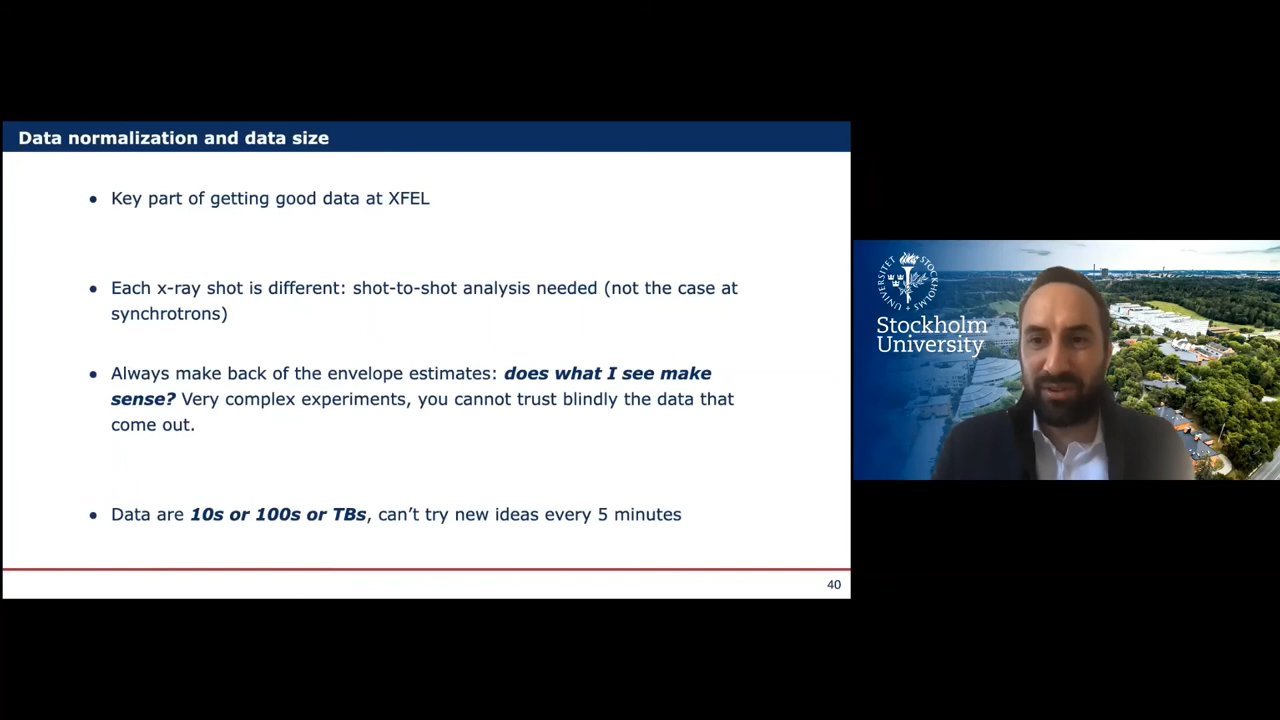 Data normalization and data size
• Key part of getting good data at XFEL
• Each x-ray shot is different: shot-to-shot analysis needed (not the case at
synchrotrons)
• Always make back of the envelope estimates: does what I see make
sense? Very complex experiments, you cannot trust blindly the data that
come out.
• Data are 10s or 100s or TBs, can't try new ideas every 5 minutes
40
STOCKHOLMS UNIVERSITET
Stockholm
University